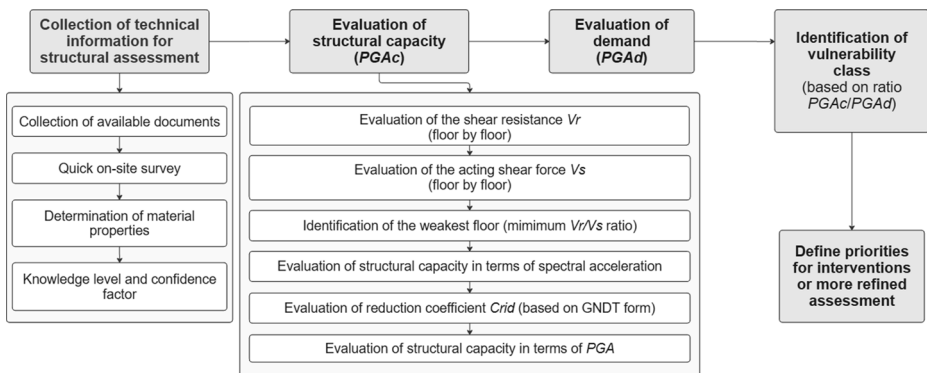 Collection of technical
information for
structural assessment
Evaluation of
structural capacity
(PGAc)
Evaluation of
demand
(PGAd)
Identification of
vulnerability
class
(based on ratio
PGAc/PGAd)
Collection of available documents
Quick on-site survey
Determination of material
properties
Knowledge level and confidence
factor
Evaluation of the shear resistance Vr
(floor by floor)
Evaluation of the acting shear force Vs
(floor by floor)
Identification of the weakest floor (mimimum Vr/Vs ratio)
Evaluation of structural capacity in terms of spectral acceleration
Evaluation of reduction coefficient Crid (based on GNDT form)
Evaluation of structural capacity in terms of PGA
Define priorities
for interventions
or more refined
assessment